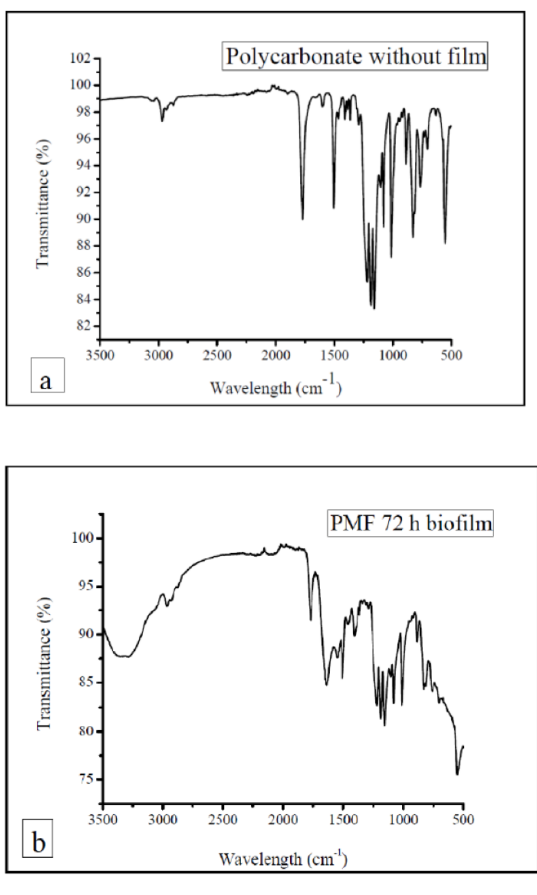 Polycarbonate without film
102
100
98
96
94
92
90
88
86
84
82
Transmittance (%)
3500 3000 2500 2000 1500 1000 500
Wavelength (cm-1)
a
PMF 72 h biofilm
100
95
90
85
80
75
Transmittance (%)
3500 3000 2500 2000 1500 1000 500
Wavelength (cm-1)
b